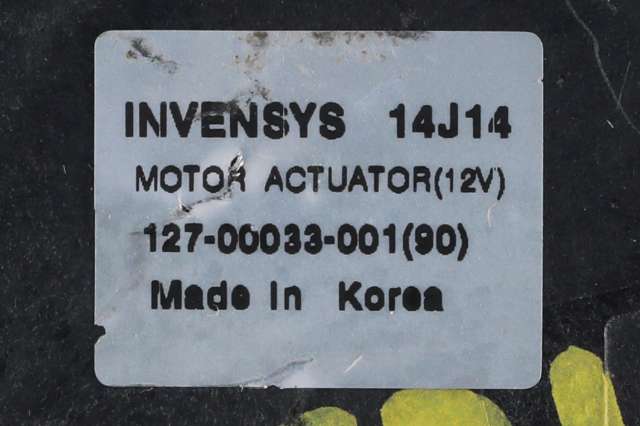 INVENSYS 14J14
MOTOR ACTUATOR(12V)
127-00033-001(90)
Made In Korea